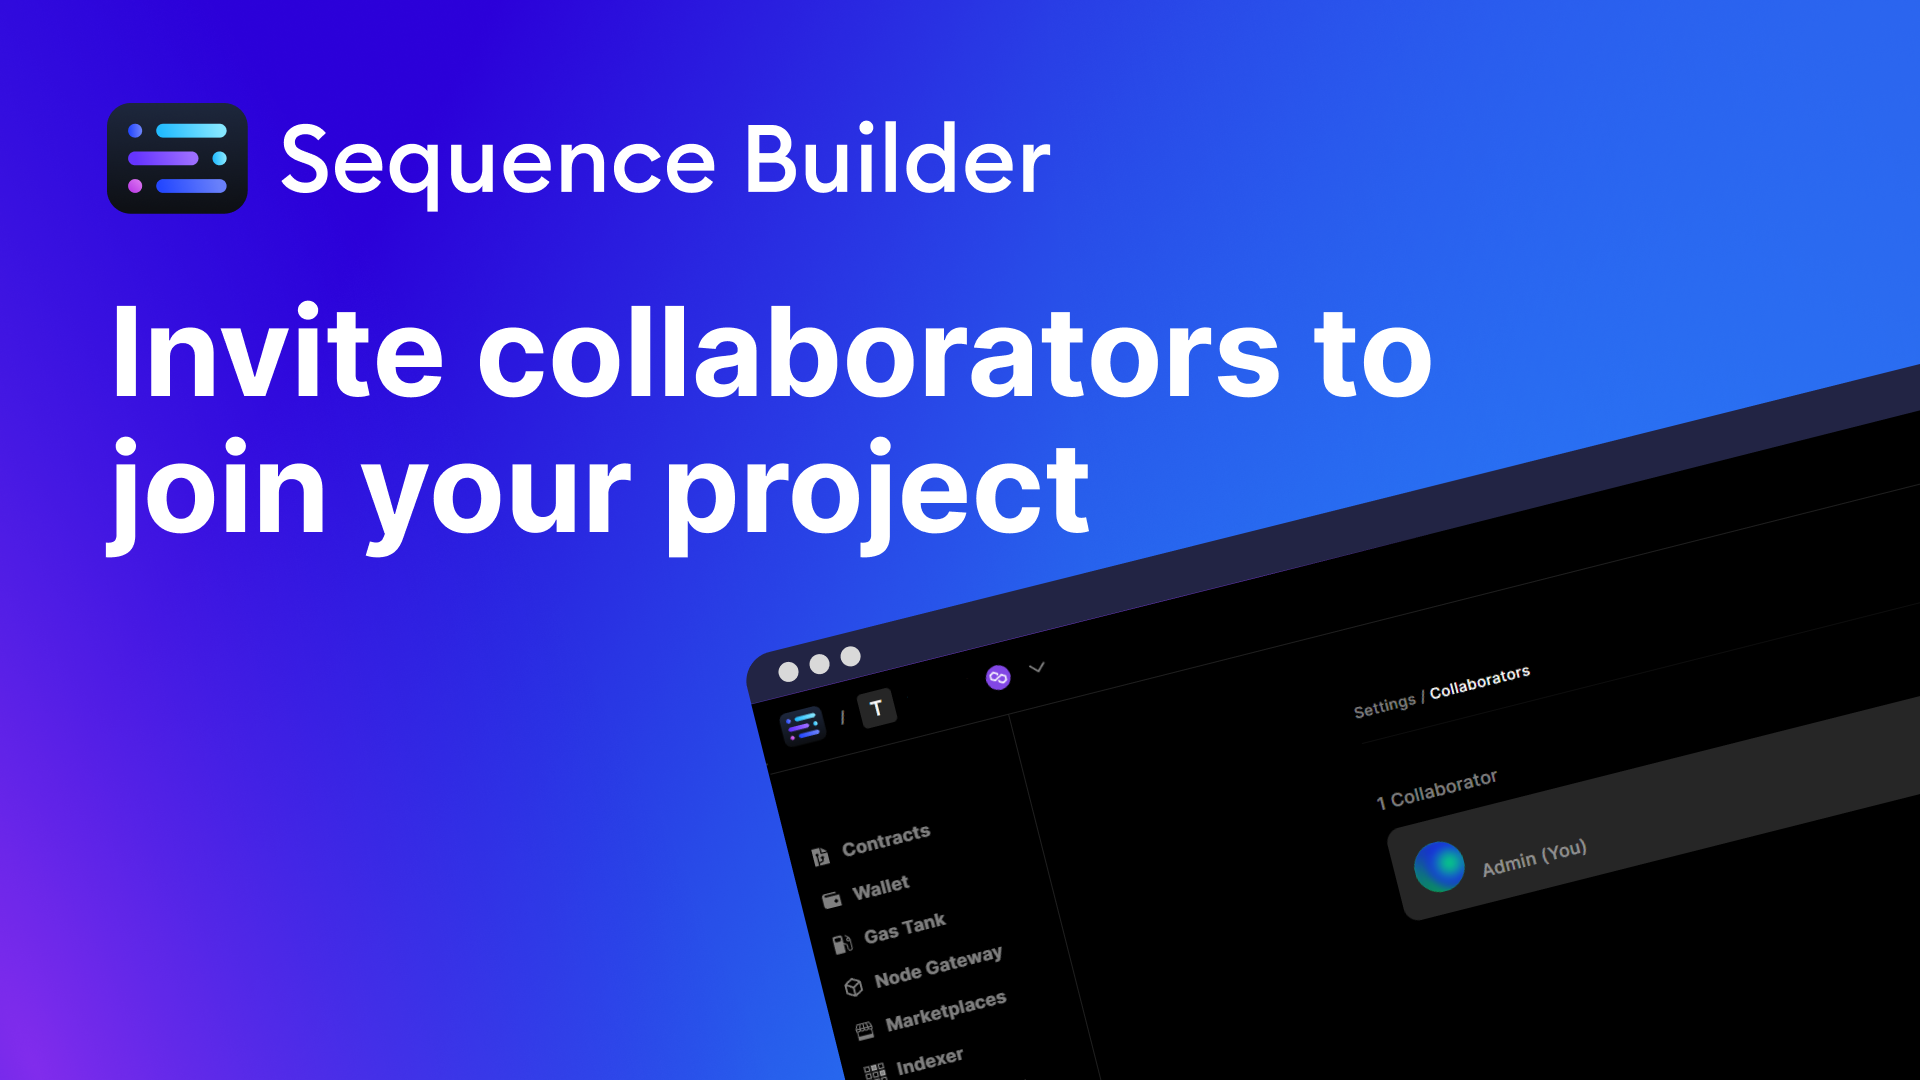 Sequence Builder
Invite collaborators to
join your project
/ T
Settings / Collaborators
1 Collaborator
Admin (You)
Contracts
Wallet
Gas Tank
Node Gateway
Marketplaces
Indexer